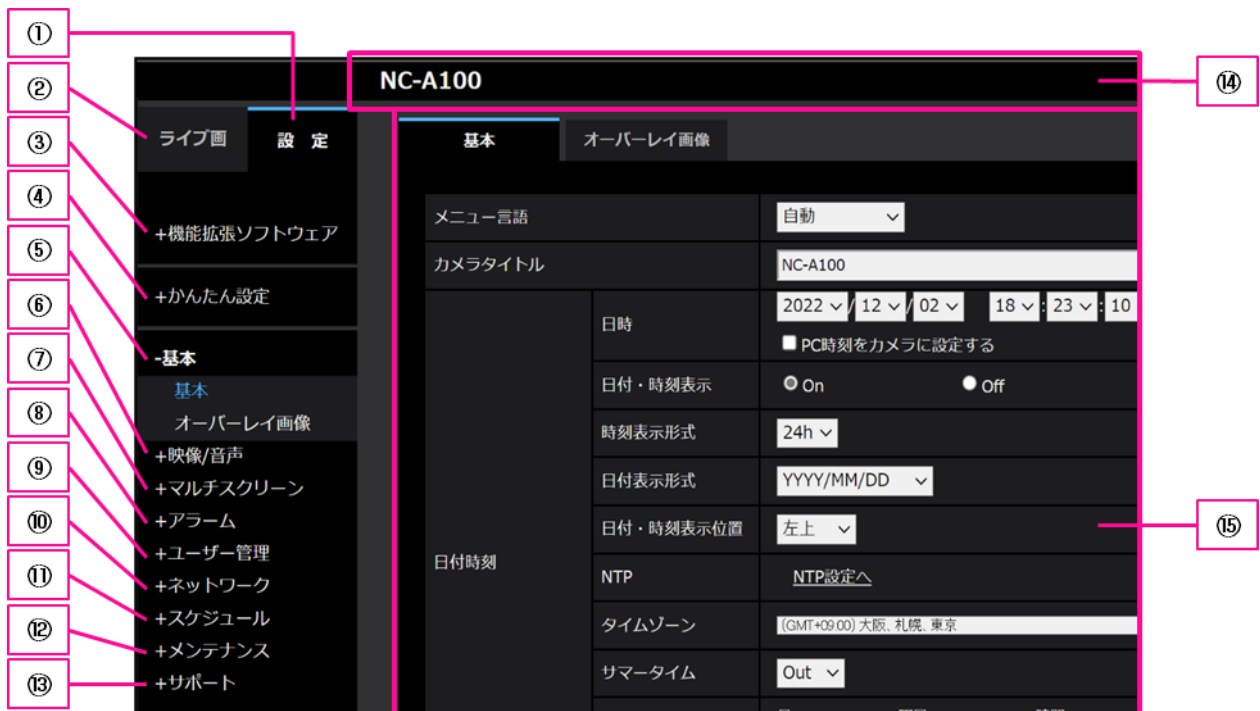 ①
②
③
④
⑤
⑥
⑦
⑧
⑨
⑩
⑪
⑫
⑬
NC-A100
⑭
ライブ画
設 定
+機能拡張ソフトウェア
+かんたん設定
-基本
基本
オーバーレイ画像
+映像/音声
+マルチスクリーン
+アラーム
+ユーザー管理
+ネットワーク
+スケジュール
+メンテナンス
+サポート
基本 オーバーレイ画像
メニュー言語 自動
カメラタイトル NC-A100
日付時刻
日時 2022 / 12 / 02 18 : 23 : 10
PC時刻をカメラに設定する
日付・時刻表示 On Off
時刻表示形式 24h
日付表示形式 YYYY/MM/DD
日付・時刻表示位置 左上
⑮
NTP NTP設定へ
タイムゾーン (GMT+09:00) 大阪、札幌、東京
サマータイム Out